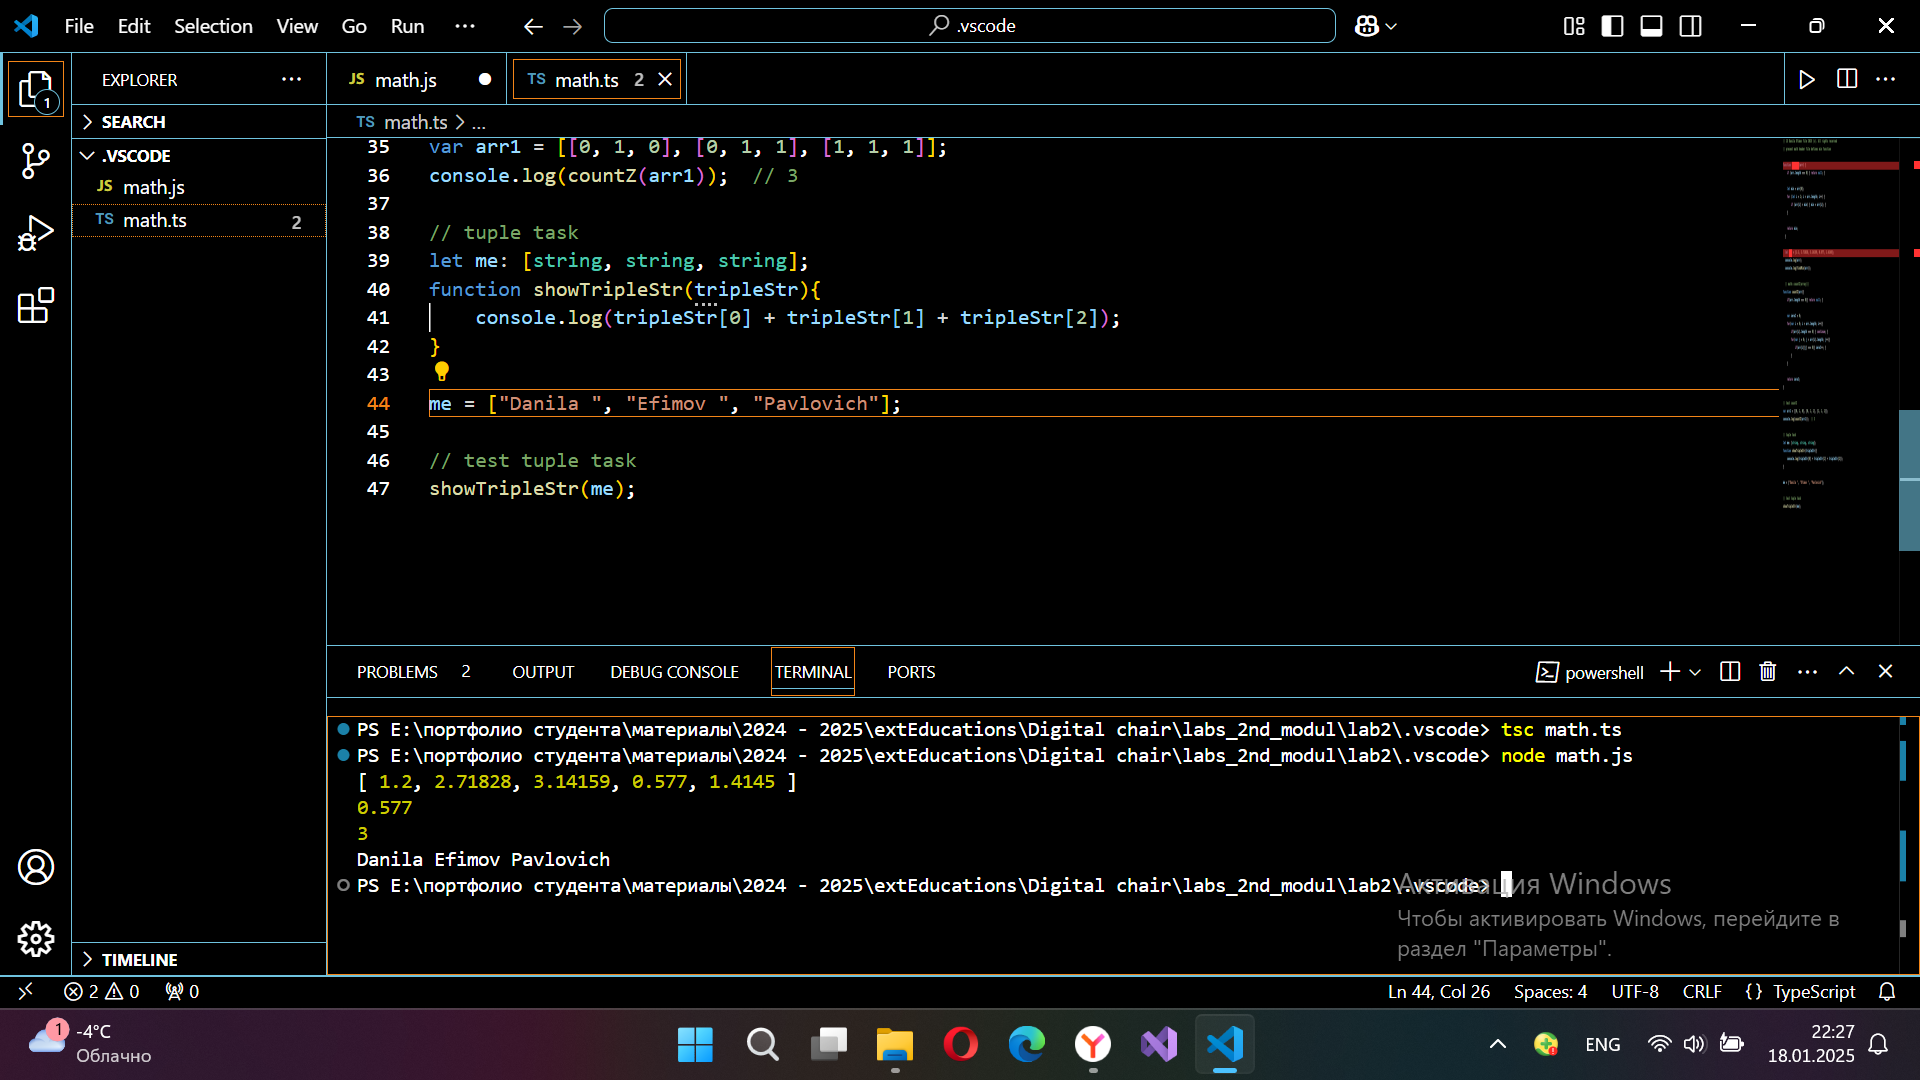 File Edit Selection View Go Run ··· .vscode
EXPLORER ···
JS math.js
TS math.ts 2
SEARCH
.VSCODE
JS math.js
TS math.ts 2
TIMELINE
1
TS math.ts > ...
35 var arr1 = [[0, 1, 0], [0, 1, 1], [1, 1, 1]];
36 console.log(countZ(arr1)); // 3
37
38 // tuple task
39 let me: [string, string, string];
40 function showTripleStr(tripleStr){
41 console.log(tripleStr[0] + tripleStr[1] + tripleStr[2]);
42 }
43
44 me = ["Danila ", "Efimov ", "Pavlovich"];
45
46 // test tuple task
47 showTripleStr(me);
PROBLEMS 2 OUTPUT DEBUG CONSOLE TERMINAL PORTS
powershell
PS E:\портфолио студента\материалы\2024 - 2025\extEducations\Digital chair\labs_2nd_modul\lab2\.vscode> tsc math.ts
PS E:\портфолио студента\материалы\2024 - 2025\extEducations\Digital chair\labs_2nd_modul\lab2\.vscode> node math.js
[ 1.2, 2.71828, 3.14159, 0.577, 1.4145 ]
0.577
3
Danila Efimov Pavlovich
PS E:\портфолио студента\материалы\2024 - 2025\extEducations\Digital chair\labs_2nd_modul\lab2\.vscode>
Активация Windows
Чтобы активировать Windows, перейдите в
раздел "Параметры".
2 0 0
Ln 44, Col 26 Spaces: 4 UTF-8 CRLF {} TypeScript
1 -4°C
Облачно
ENG
22:27
18.01.2025